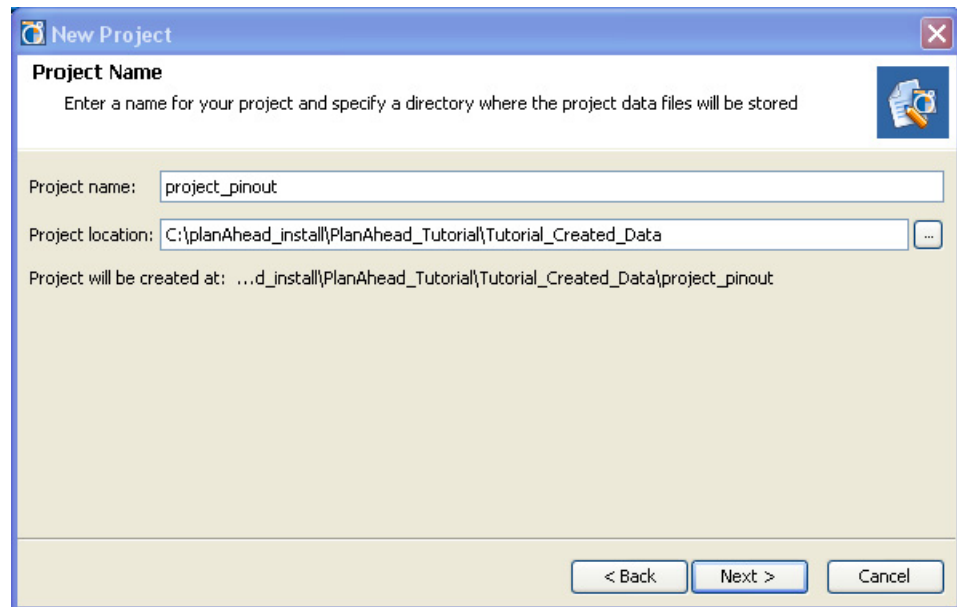 New Project
Project Name
Enter a name for your project and specify a directory where the project data files will be stored
Project name: project_pinout
Project location: C:\planAhead_install\PlanAhead_Tutorial\Tutorial_Created_Data ...
Project will be created at: ...d_install\PlanAhead_Tutorial\Tutorial_Created_Data\project_pinout
< Back Next > Cancel